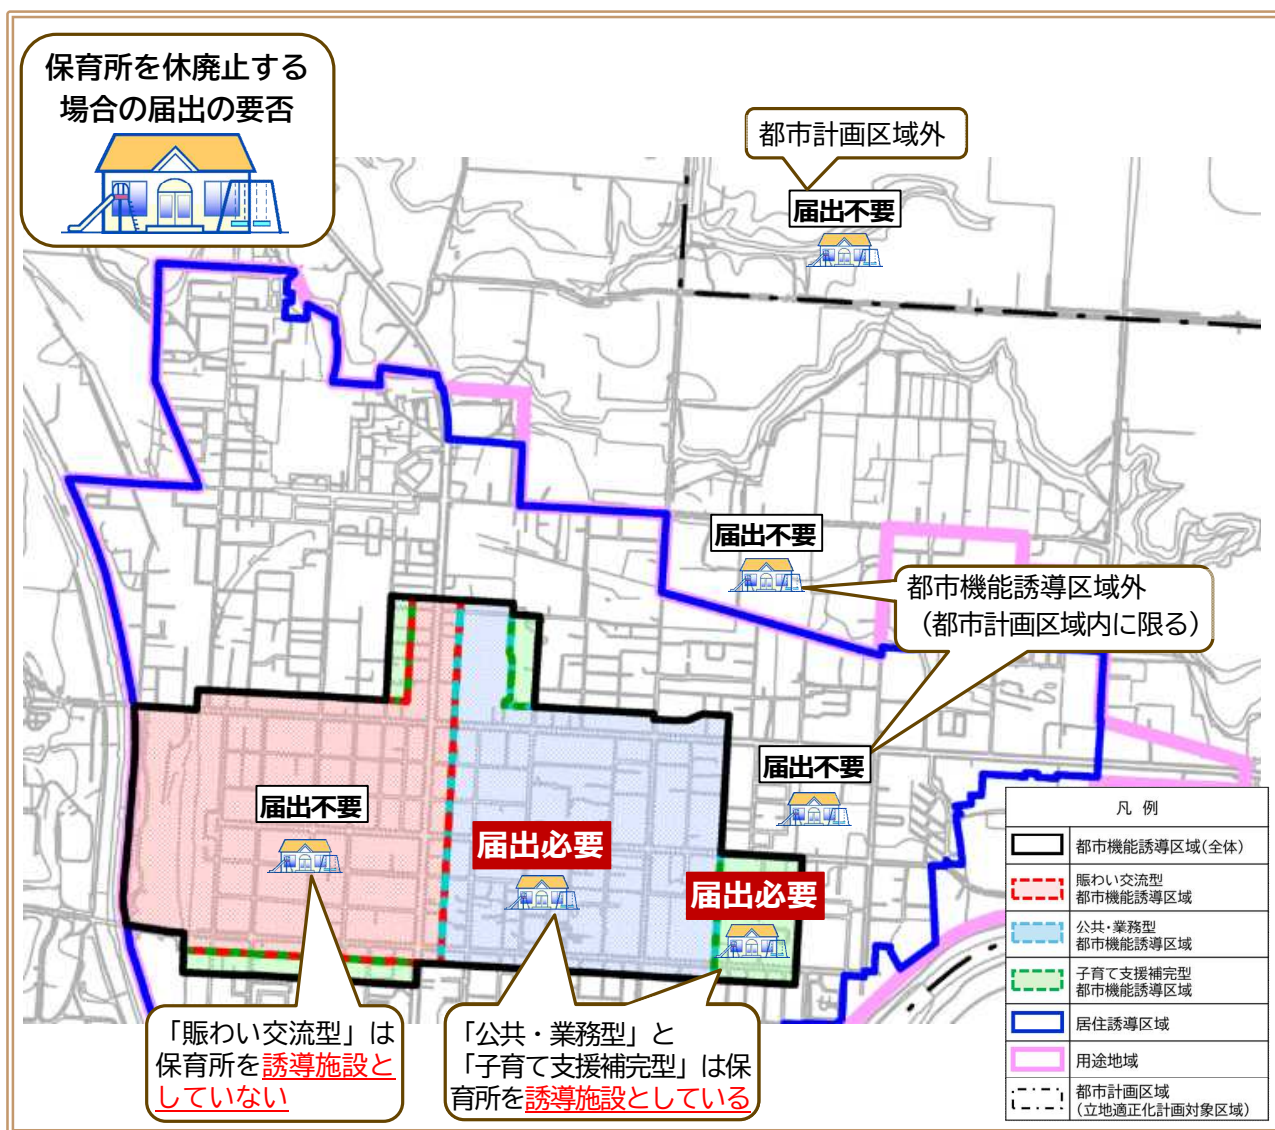 保育所を休廃止する
場合の届出の要否
都市計画区域外
届出不要
届出不要
都市機能誘導区域外
（都市計画区域内に限る）
届出不要
届出不要
届出必要
届出必要
「賑わい交流型」は
保育所を誘導施設と
していない
「公共・業務型」と
「子育て支援補完型」は保
育所を誘導施設としている
凡 例
都市機能誘導区域(全体)
賑わい交流型
都市機能誘導区域
公共・業務型
都市機能誘導区域
子育て支援補完型
都市機能誘導区域
居住誘導区域
用途地域
都市計画区域
(立地適正化計画対象区域)